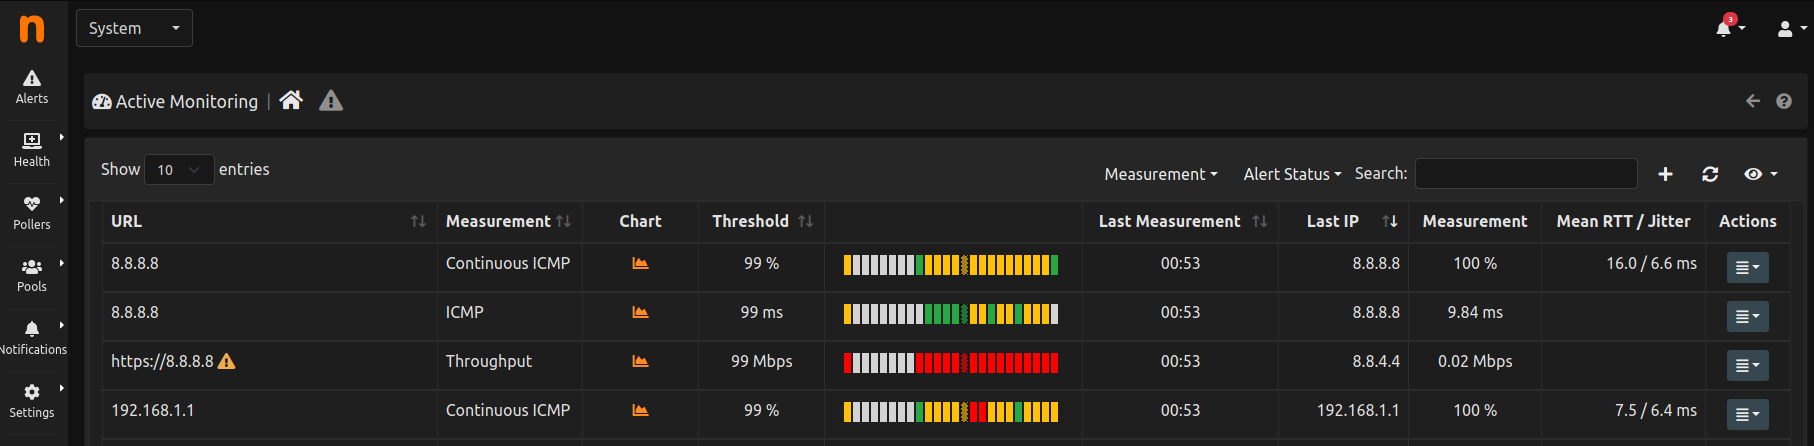 n
System
3
Alerts
Health
Pollers
Pools
Notifications
Settings
Active Monitoring |
Show 10 entries
Measurement Alert Status Search:
URL Measurement Chart Threshold Last Measurement Last IP Measurement Mean RTT / Jitter Actions
8.8.8.8 Continuous ICMP 99 % 00:53 8.8.8.8 100 % 16.0 / 6.6 ms
8.8.8.8 ICMP 99 ms 00:53 8.8.8.8 9.84 ms
https://8.8.8.8 Throughput 99 Mbps 00:53 8.8.4.4 0.02 Mbps
192.168.1.1 Continuous ICMP 99 % 00:53 192.168.1.1 100 % 7.5 / 6.4 ms